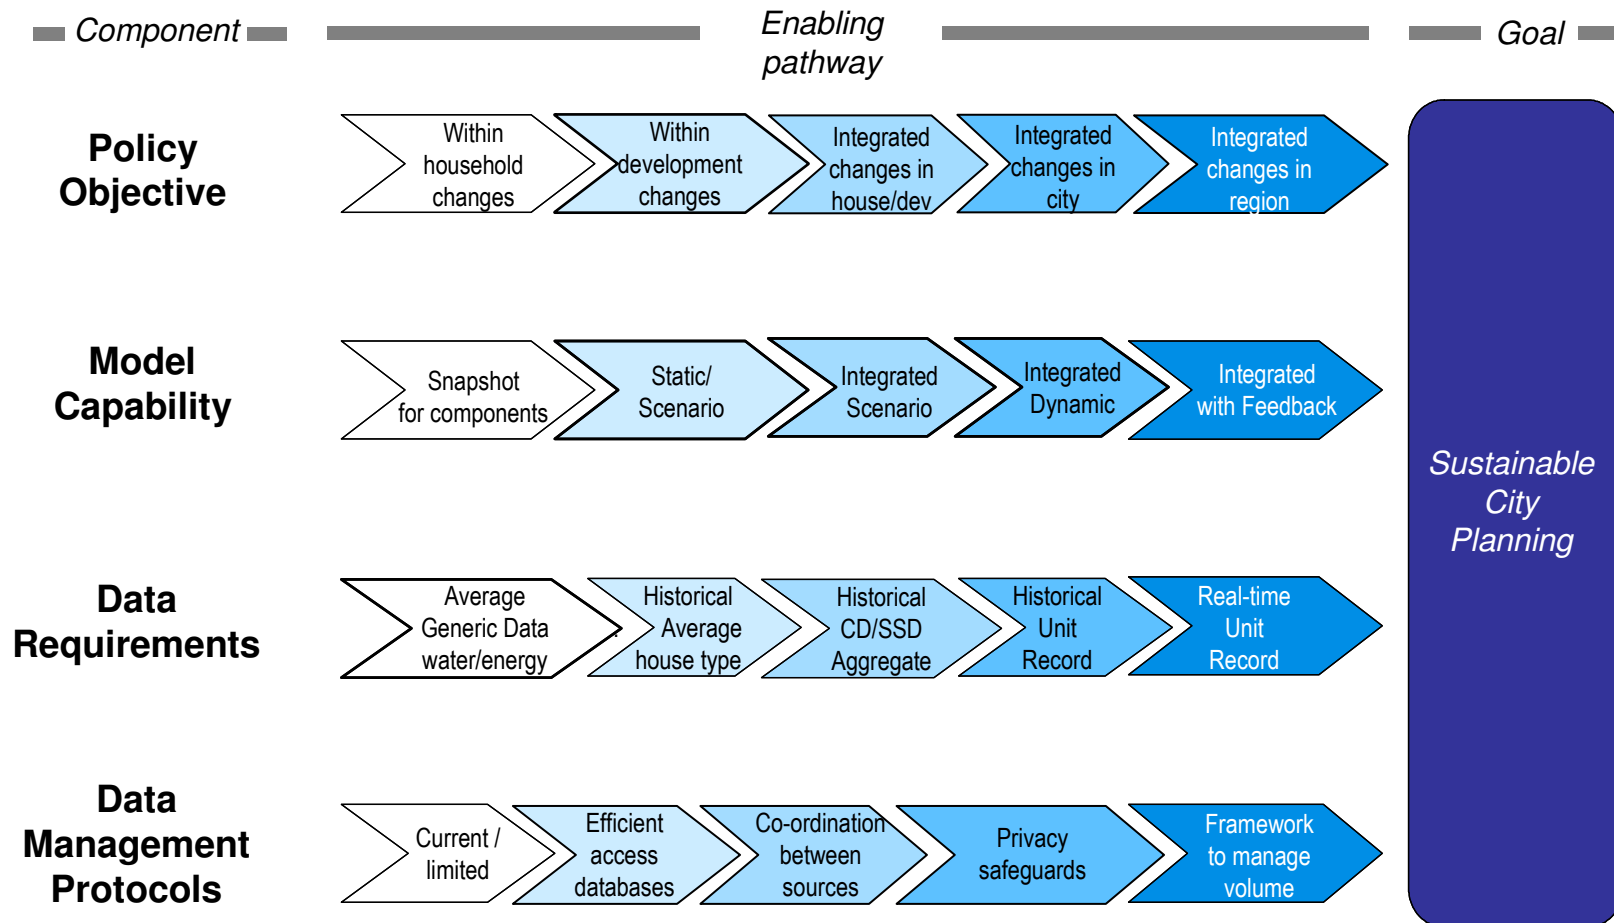 Component
Enabling
pathway
Goal
Policy
Objective
Within
household
changes
Within
development
changes
Integrated
changes in
house/dev
Integrated
changes in
city
Integrated
changes in
region
Model
Capability
Snapshot
for components
Static/
Scenario
Integrated
Scenario
Integrated
Dynamic
Integrated
with Feedback
Sustainable
City
Planning
Data
Requirements
Average
Generic Data
water/energy
Historical
Average
house type
Historical
CD/SSD
Aggregate
Historical
Unit
Record
Real-time
Unit
Record
Data
Management
Protocols
Current /
limited
Efficient
access
databases
Co-ordination
between
sources
Privacy
safeguards
Framework
to manage
volume